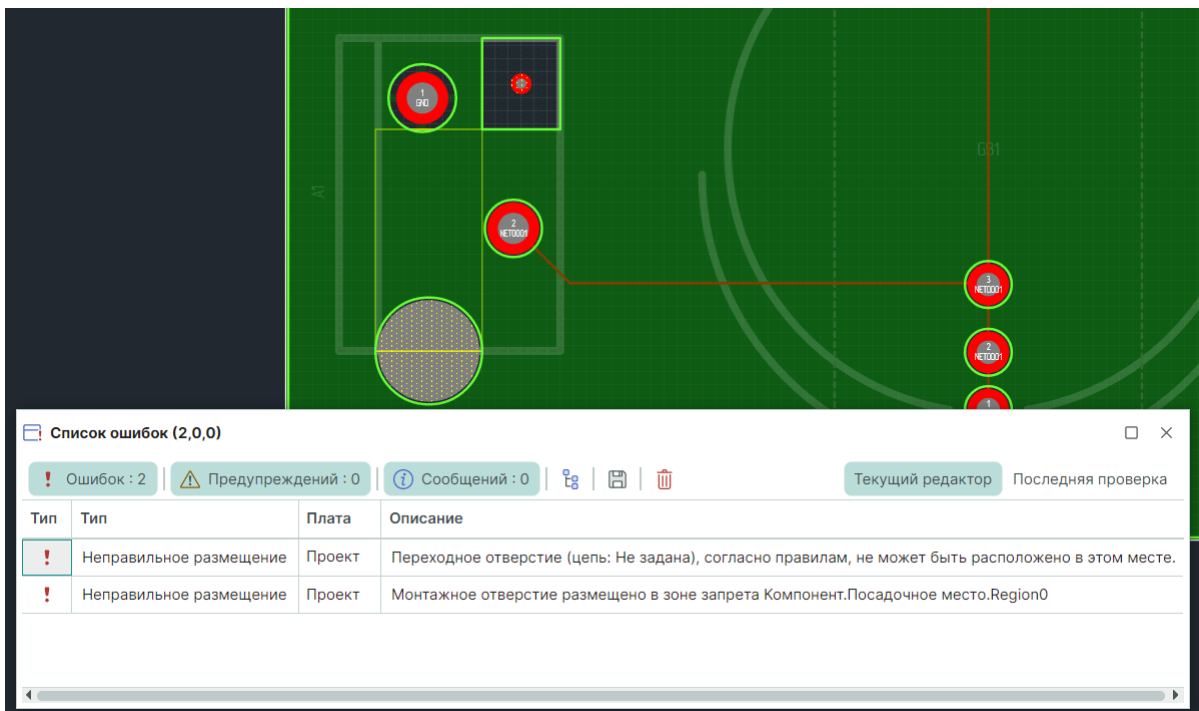 1
GND
GB1
A1
2
NET0001
3
NET0001
2
NET0001
1
Список ошибок (2,0,0)
Ошибок : 2
Предупреждений : 0
Сообщений : 0
Текущий редактор
Последняя проверка
Тип Тип Плата Описание
Неправильное размещение Проект Переходное отверстие (цепь: Не задана), согласно правилам, не может быть расположено в этом месте.
Неправильное размещение Проект Монтажное отверстие размещено в зоне запрета Компонент.Посадочное место.Region0